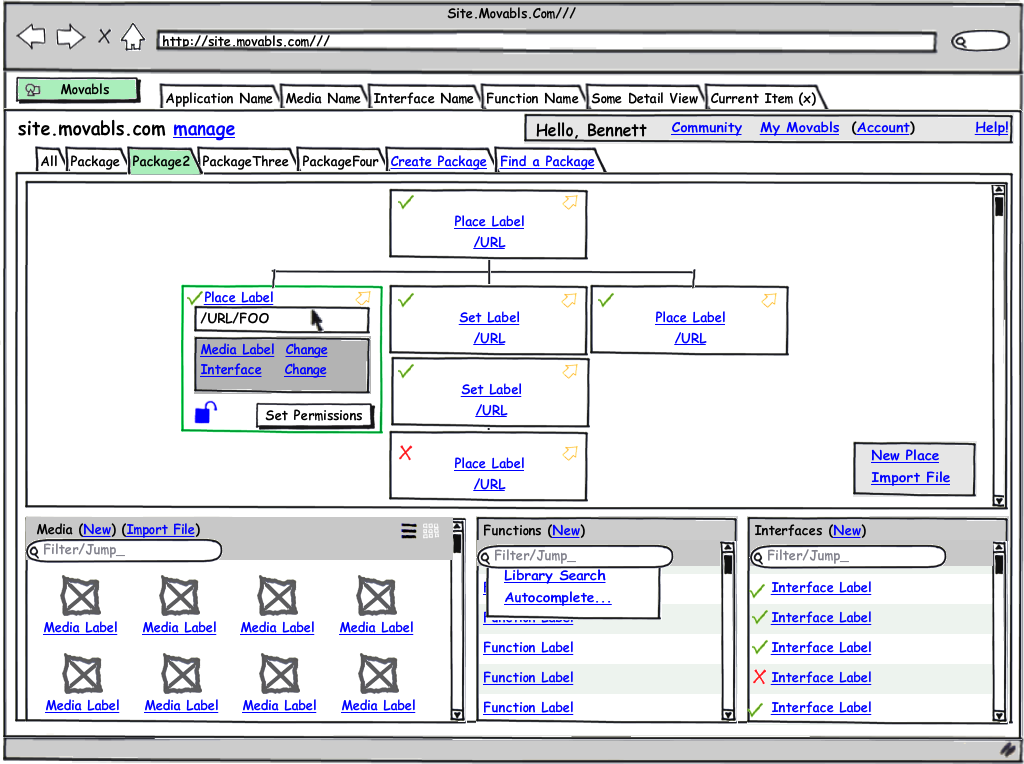 Site.Movabls.Com///
http://site.movabls.com///
Movabls
Application Name
Media Name
Interface Name
Function Name
Some Detail View
Current Item (x)
site.movabls.com manage
Hello, Bennett
Community
My Movabls
(Account)
Help!
All
Package
Package2
PackageThree
PackageFour
Create Package
Find a Package
Place Label
/URL
Place Label
/URL/FOO
Media Label Change
Interface Change
Set Permissions
Set Label
/URL
Place Label
/URL
Set Label
/URL
Place Label
/URL
New Place
Import File
Media (New) (Import File)
Filter/Jump_
Media Label
Media Label
Media Label
Media Label
Media Label
Media Label
Media Label
Media Label
Functions (New)
Filter/Jump_
Library Search
Autocomplete...
Function Label
Function Label
Function Label
Function Label
Interfaces (New)
Filter/Jump_
Interface Label
Interface Label
Interface Label
Interface Label
Interface Label